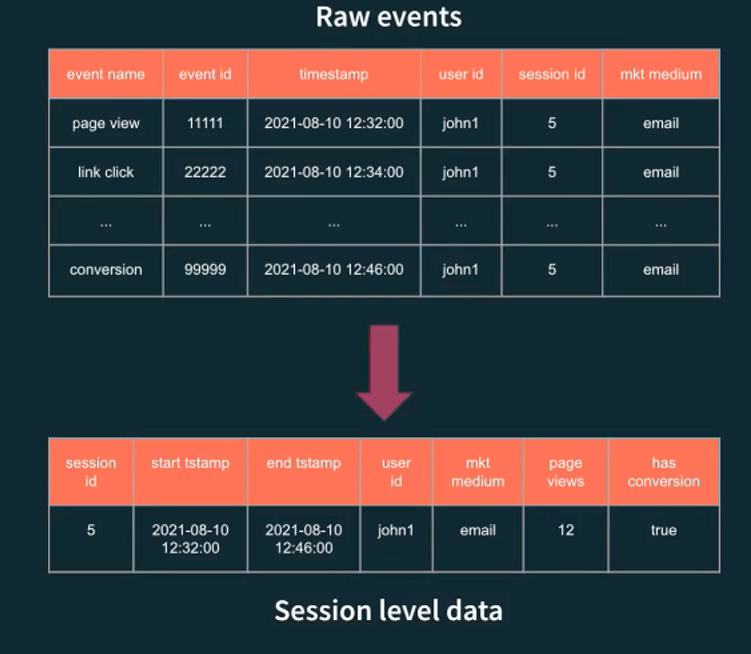 Raw events
event name event id timestamp user id session id mkt medium
page view 11111 2021-08-10 12:32:00 john1 5 email
link click 22222 2021-08-10 12:34:00 john1 5 email
... ... ... ... ... ...
conversion 99999 2021-08-10 12:46:00 john1 5 email
session id start tstamp end tstamp user id mkt medium page views has conversion
5 2021-08-10 12:32:00 2021-08-10 12:46:00 john1 email 12 true
Session level data